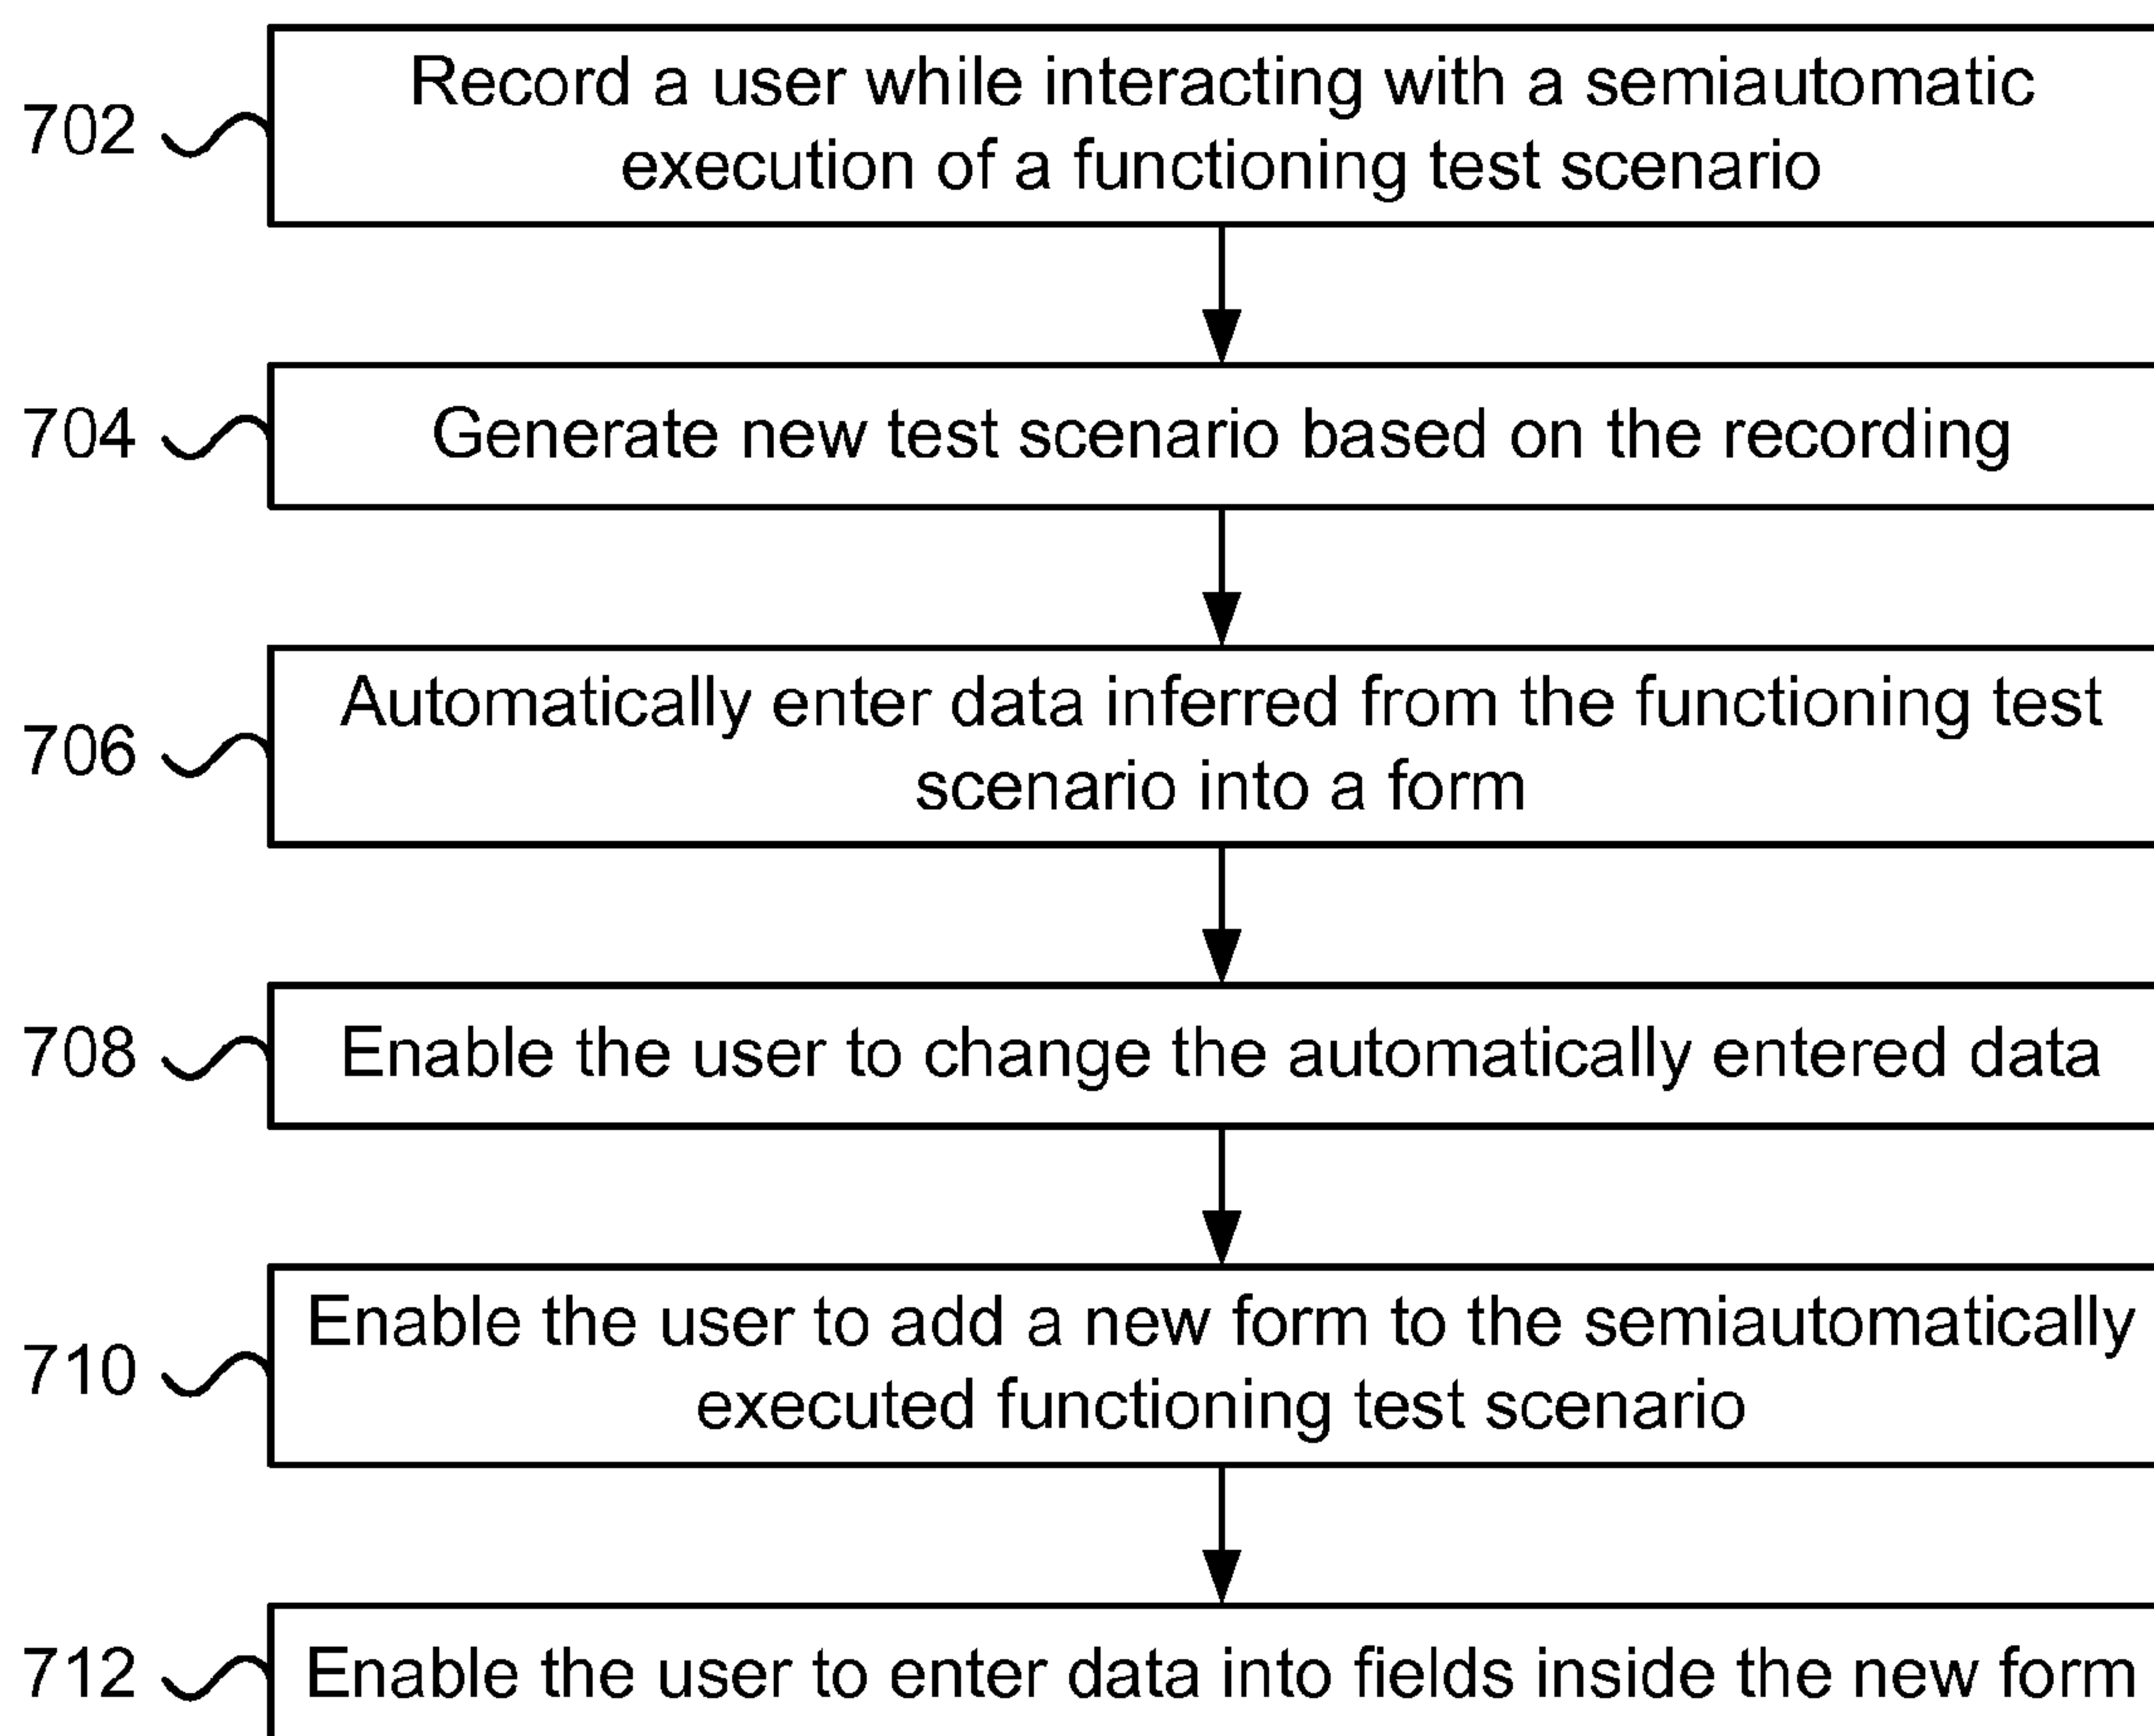 702
Record a user while interacting with a semiautomatic
execution of a functioning test scenario
704
Generate new test scenario based on the recording
706
Automatically enter data inferred from the functioning test
scenario into a form
708
Enable the user to change the automatically entered data
710
Enable the user to add a new form to the semiautomatically
executed functioning test scenario
712
Enable the user to enter data into fields inside the new form